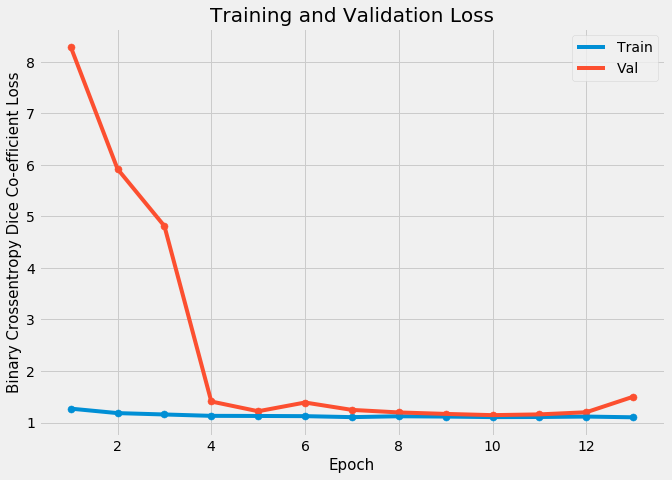 Training and Validation Loss
Train
Val
Binary Crossentropy Dice Co-efficient Loss
8
7
6
5
4
3
2
1
2
4
6
8
10
12
Epoch